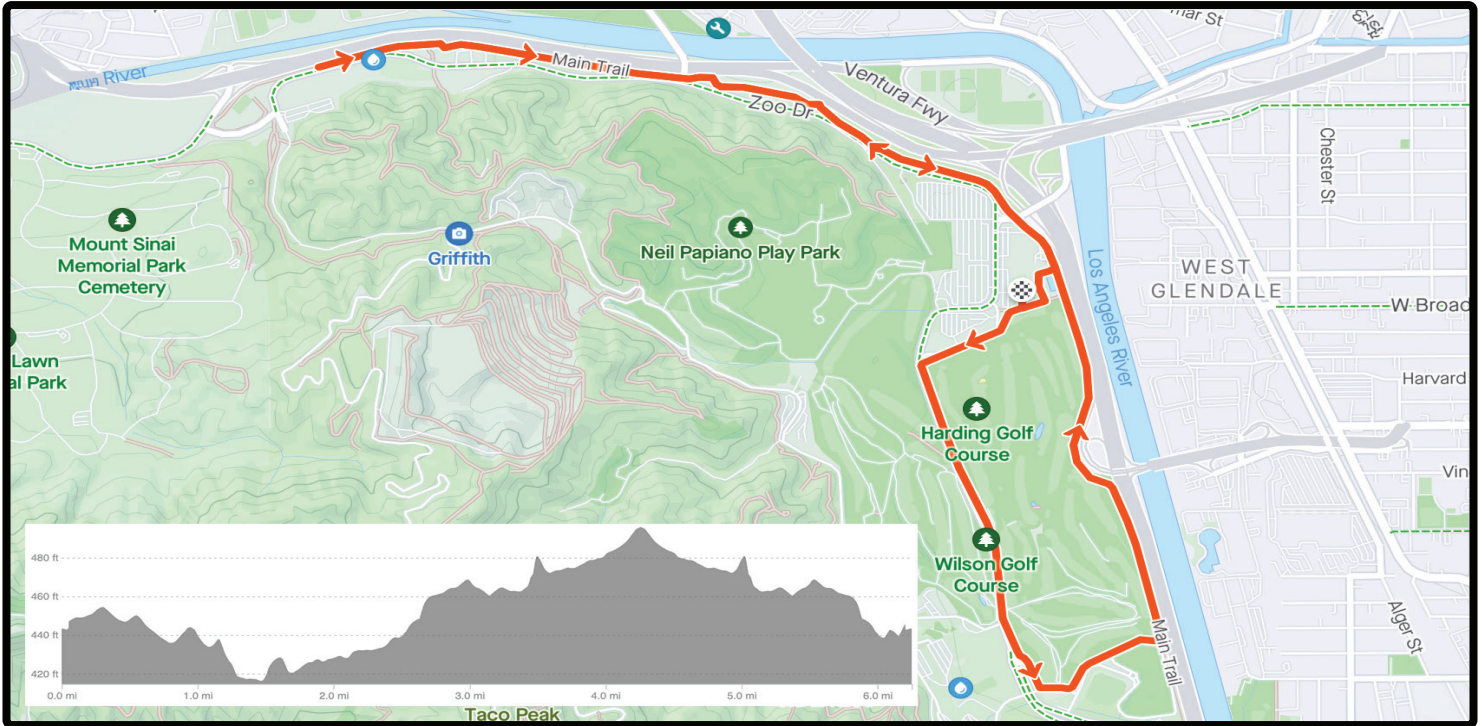 River
Main Trail
Zoo Dr
Ventura Fwy
Chester St
Mount Sinai
Memorial Park
Cemetery
Griffith
Neil Papiano Play Park
WEST
GLENDALE
W Broad
Los Angeles River
Lawn
al Park
Harvard
Harding Golf
Course
Vin
Wilson Golf
Course
Alger St
Main Trail
Taco Peak
480 ft
460 ft
440 ft
420 ft
0.0 mi
1.0 mi
2.0 mi
3.0 mi
4.0 mi
5.0 mi
6.0 mi